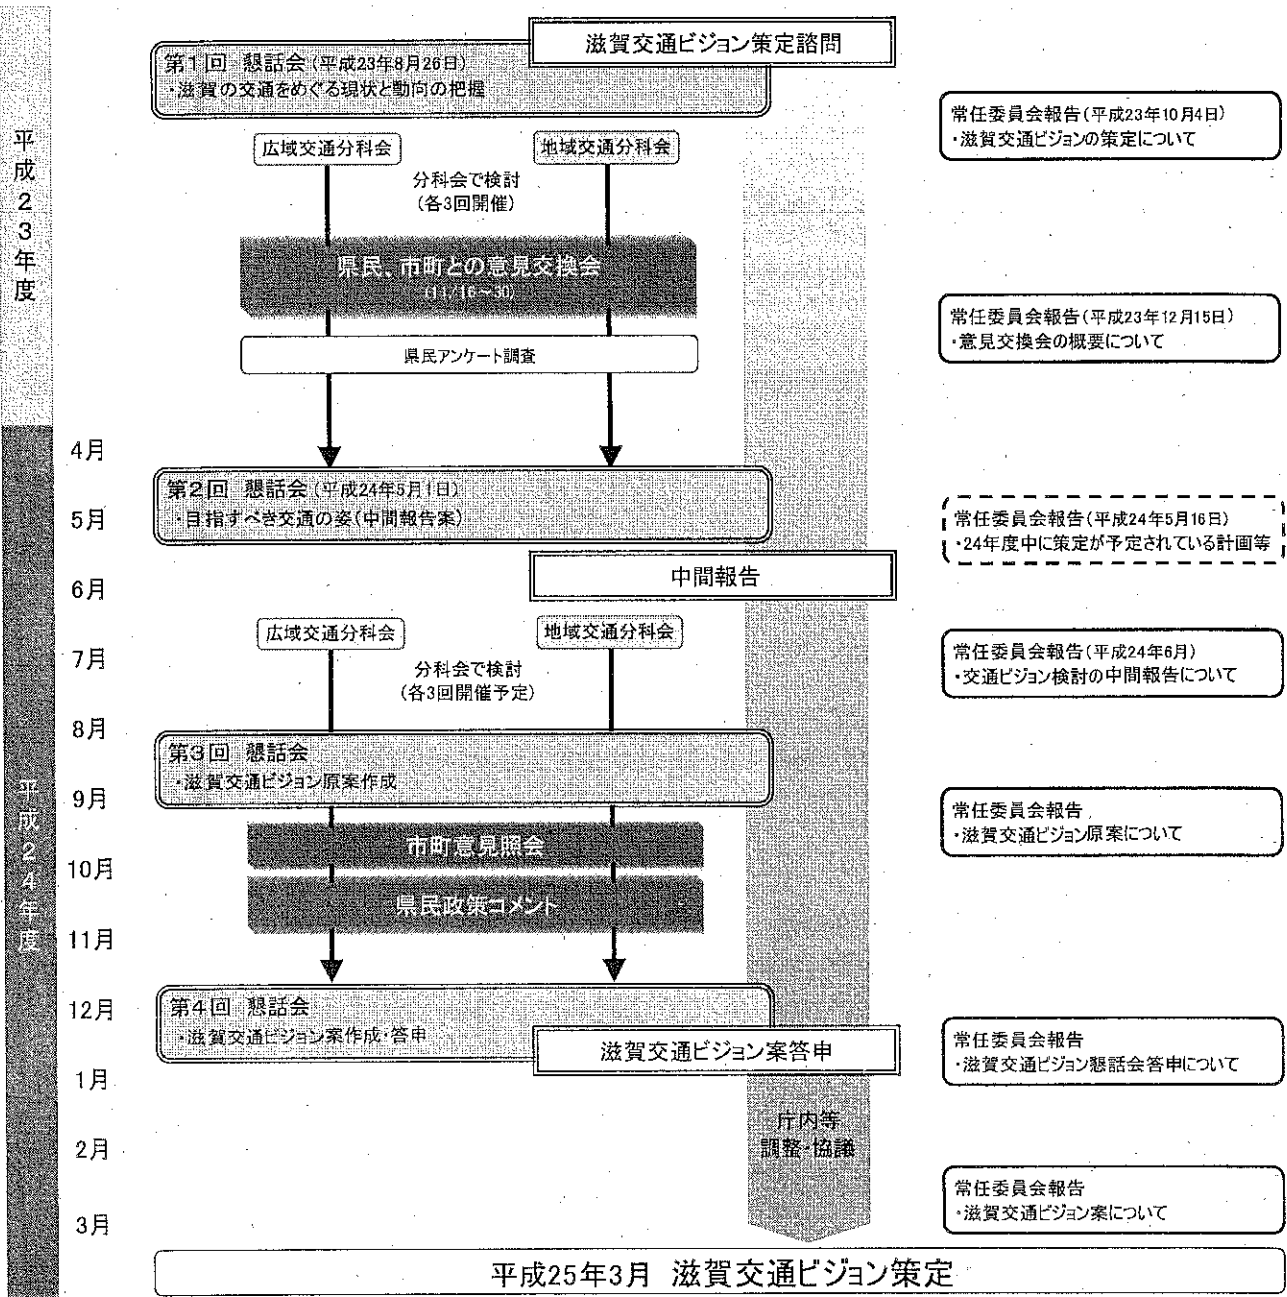 滋賀交通ビジョン策定諮問
第1回 懇話会(平成23年8月26日)
・滋賀の交通をめぐる現状と動向の把握
常任委員会報告(平成23年10月4日)
・滋賀交通ビジョンの策定について
平成23年度
広域交通分科会
地域交通分科会
分科会で検討
(各3回開催)
県民、市町との意見交換会
(11/16~30)
常任委員会報告(平成23年12月15日)
・意見交換会の概要について
県民アンケート調査
平成24年度
4月
第2回 懇話会(平成24年5月1日)
・目指すべき交通の姿(中間報告案)
5月
常任委員会報告(平成24年5月16日)
・24年度中に策定が予定されている計画等
中間報告
6月
広域交通分科会
地域交通分科会
7月
分科会で検討
(各3回開催予定)
常任委員会報告(平成24年6月)
・交通ビジョン検討の中間報告について
8月
第3回 懇話会
・滋賀交通ビジョン原案作成
9月
常任委員会報告
・滋賀交通ビジョン原案について
市町意見照会
10月
県民政策コメント
11月
12月
第4回 懇話会
・滋賀交通ビジョン案作成・答申
滋賀交通ビジョン案答申
常任委員会報告
・滋賀交通ビジョン懇話会答申について
1月
庁内等
調整・協議
2月
常任委員会報告
・滋賀交通ビジョン案について
3月
平成25年3月 滋賀交通ビジョン策定